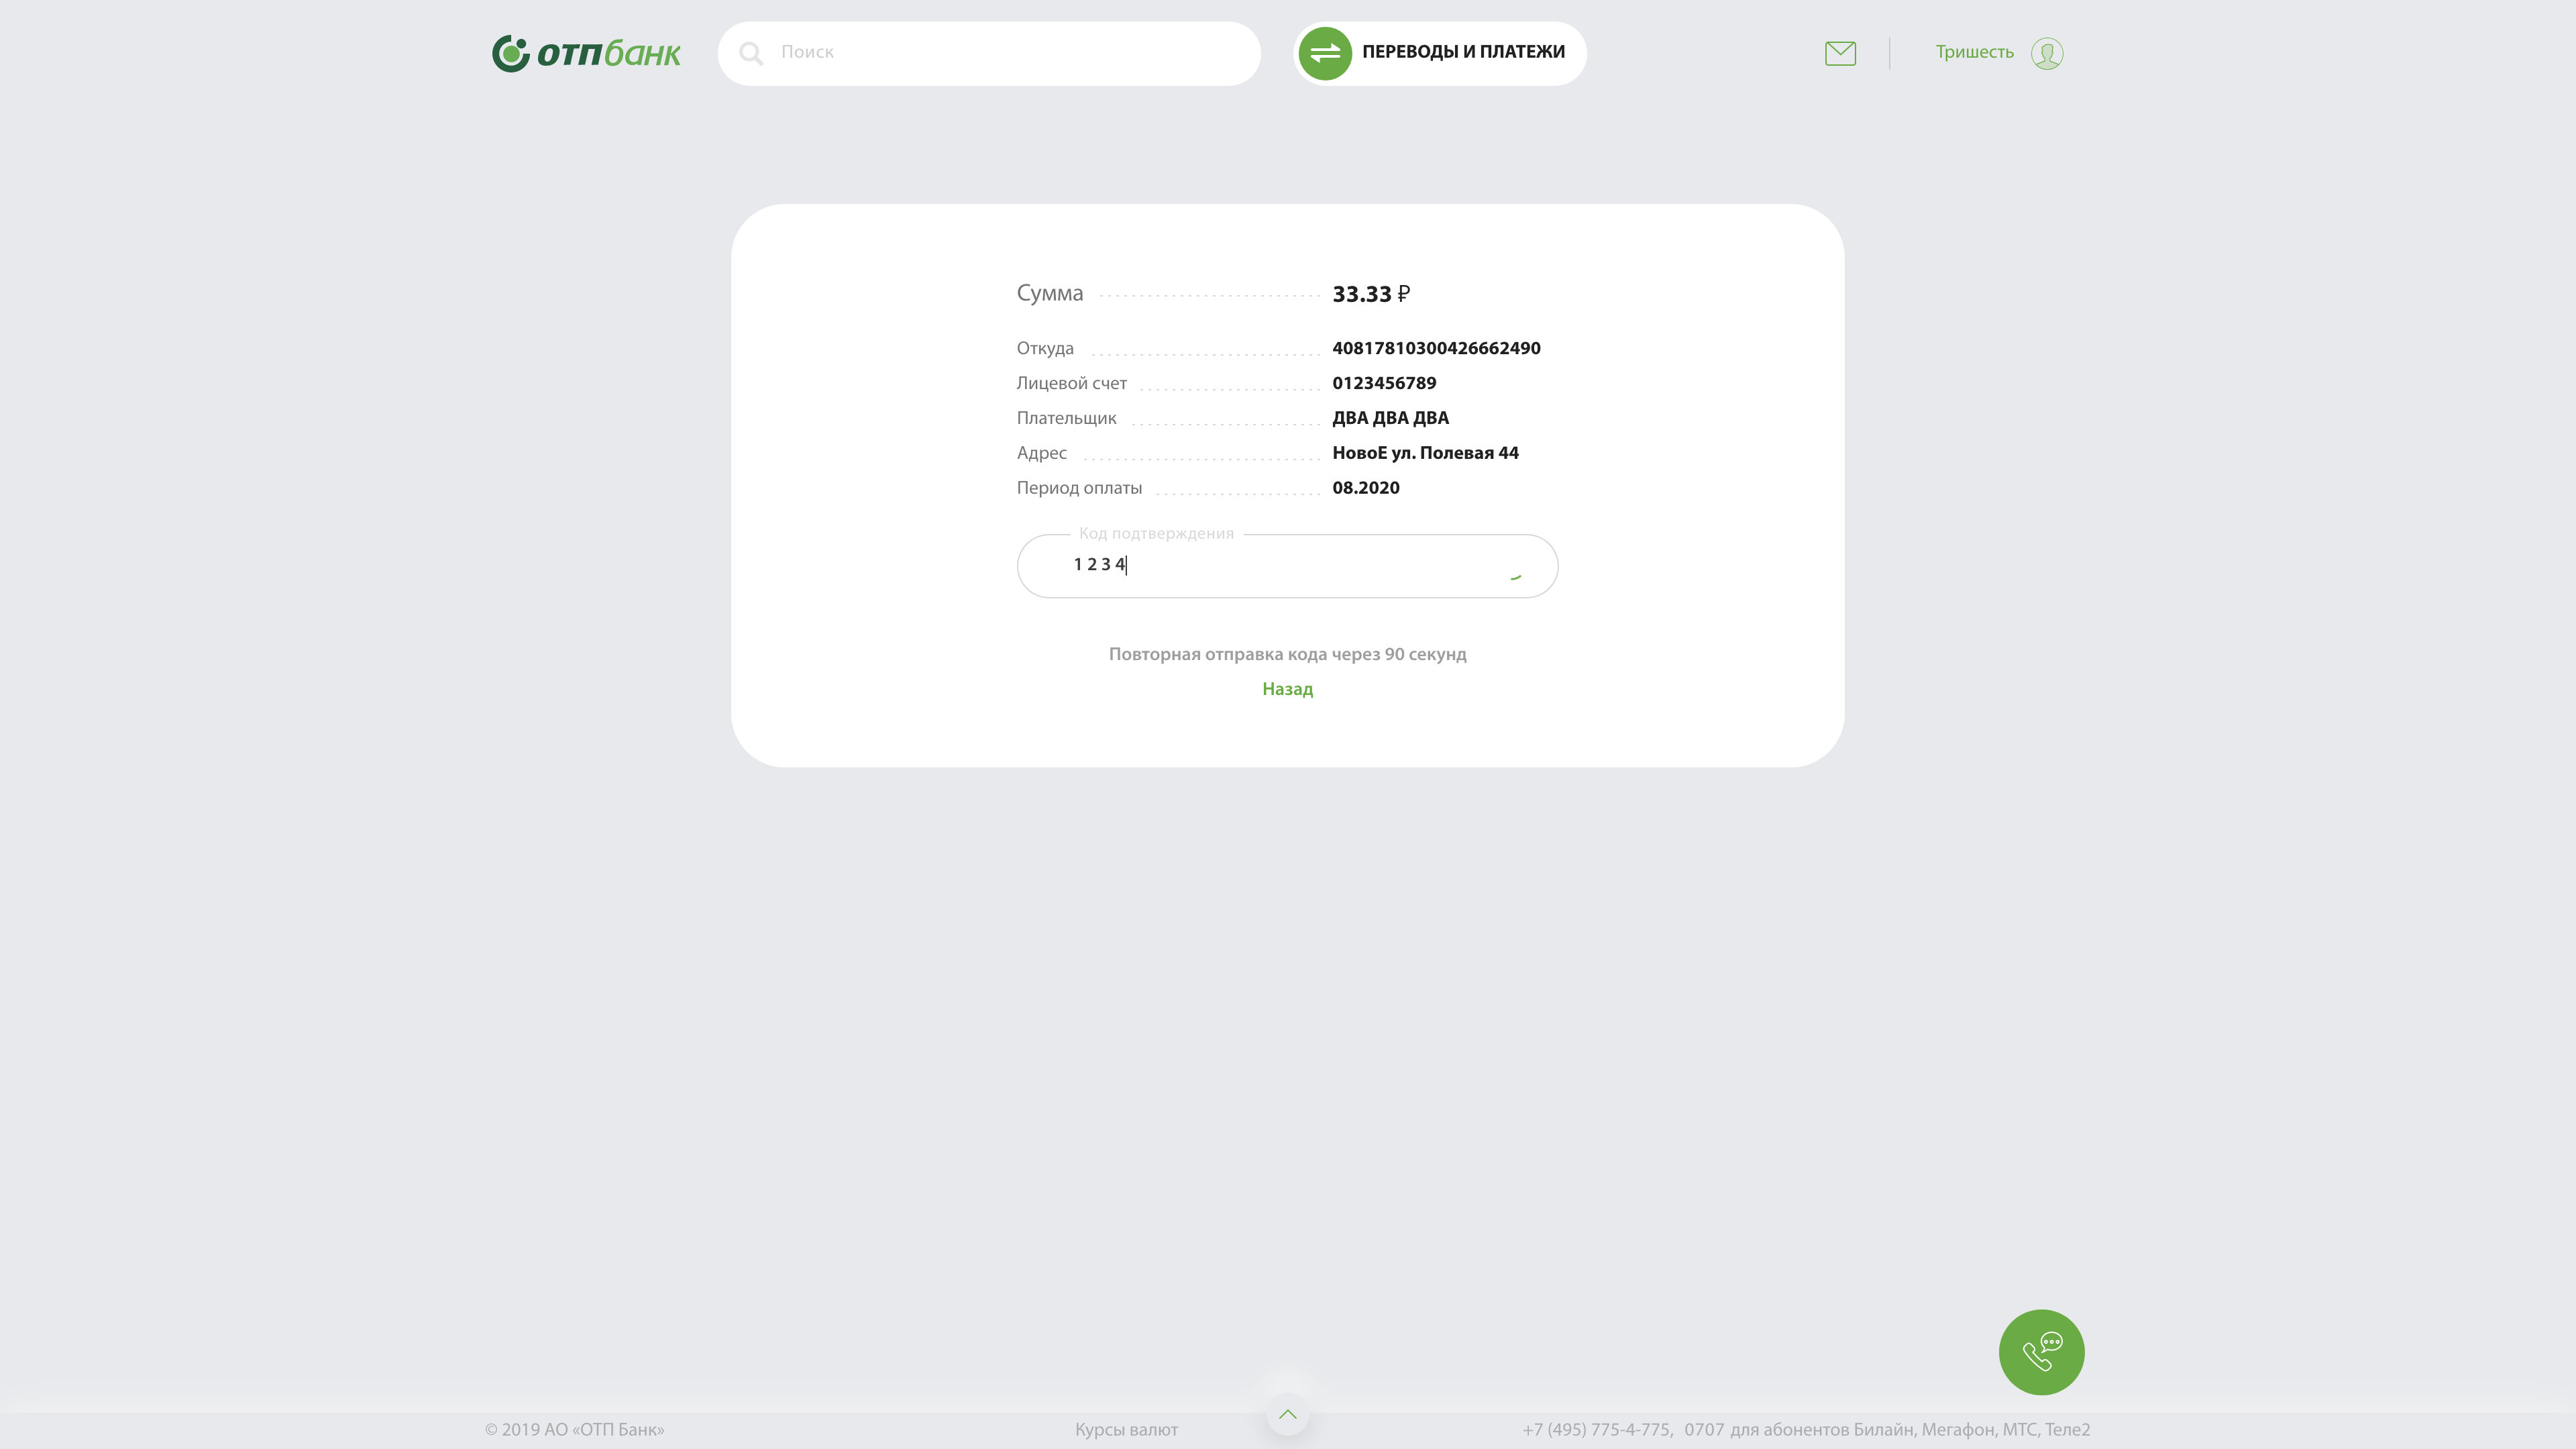 отпбанк
Поиск
ПЕРЕВОДЫ И ПЛАТЕЖИ
Тришесть
Сумма 33.33 ₽
Откуда 40817810300426662490
Лицевой счет 0123456789
Плательщик ДВА ДВА ДВА
Адрес НовоЕ ул. Полевая 44
Период оплаты 08.2020
Код подтверждения
1 2 3 4
Повторная отправка кода через 90 секунд
Назад
© 2019 АО «ОТП Банк» Курсы валют +7 (495) 775-4-775, 0707 для абонентов Билайн, Мегафон, МТС, Теле2